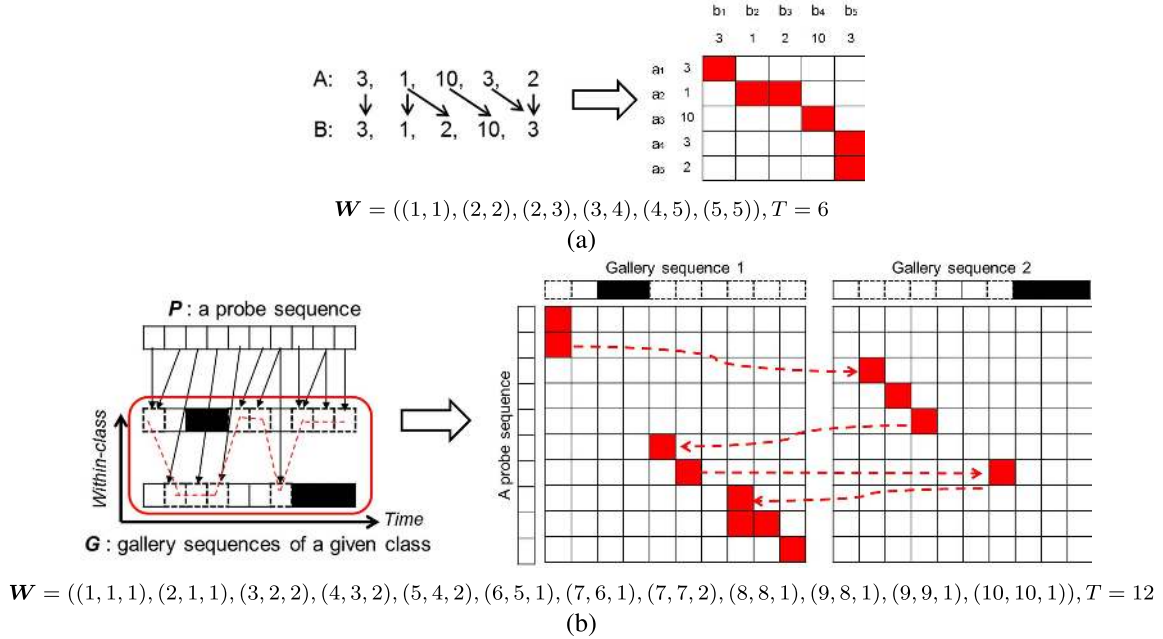 b₁ b₂ b₃ b₄ b₅
3 1 2 10 3
A: 3, 1, 10, 3, 2
B: 3, 1, 2, 10, 3
a₁ 3
a₂ 1
a₃ 10
a₄ 3
a₅ 2
W = ((1, 1), (2, 2), (2, 3), (3, 4), (4, 5), (5, 5)), T = 6
(a)
Gallery sequence 1
Gallery sequence 2
P : a probe sequence
Within-class
Time
G : gallery sequences of a given class
A probe sequence
W = ((1, 1, 1), (2, 1, 1), (3, 2, 2), (4, 3, 2), (5, 4, 2), (6, 5, 1), (7, 6, 1), (7, 7, 2), (8, 8, 1), (9, 8, 1), (9, 9, 1), (10, 10, 1)), T = 12
(b)